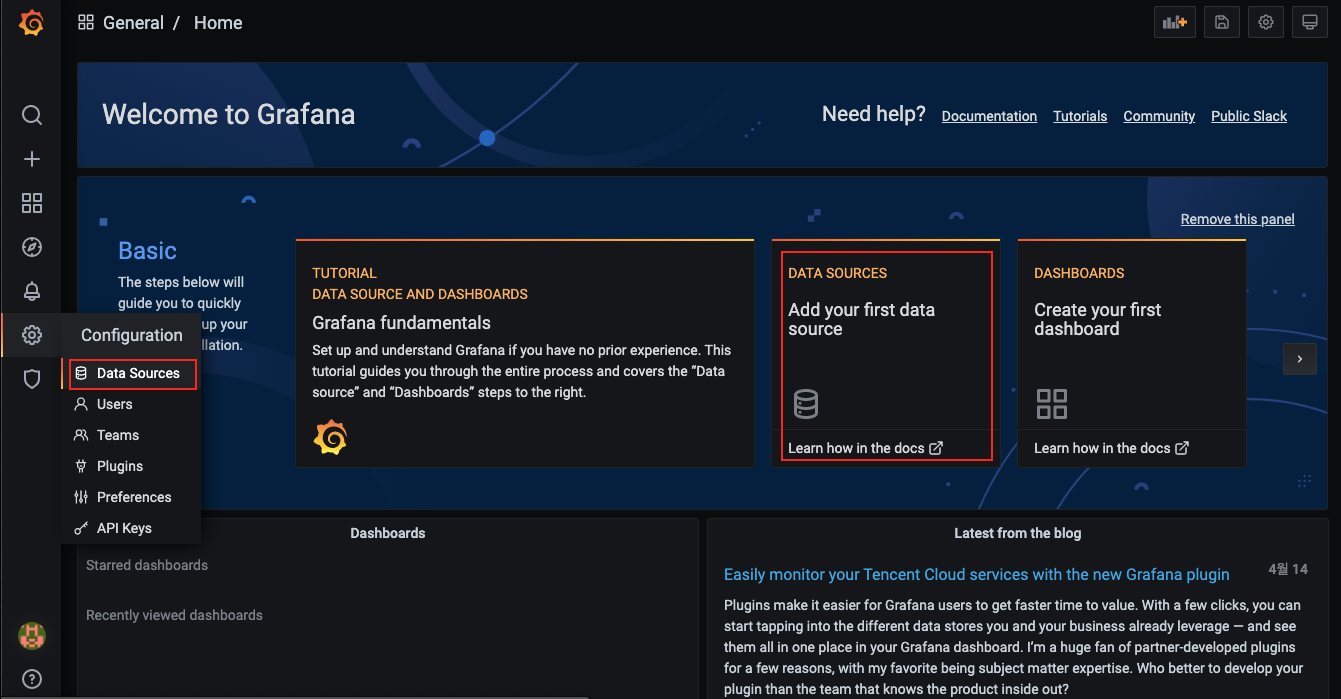 General / Home
Welcome to Grafana
Need help? Documentation Tutorials Community Public Slack
Remove this panel
Basic
The steps below will
guide you to quickly
up your
llation.
TUTORIAL
DATA SOURCE AND DASHBOARDS
Grafana fundamentals
Set up and understand Grafana if you have no prior experience. This
tutorial guides you through the entire process and covers the “Data
source” and “Dashboards” steps to the right.
DATA SOURCES
Add your first data
source
Learn how in the docs
DASHBOARDS
Create your first
dashboard
Learn how in the docs
Configuration
Data Sources
Users
Teams
Plugins
Preferences
API Keys
Dashboards
Starred dashboards
Recently viewed dashboards
Latest from the blog
Easily monitor your Tencent Cloud services with the new Grafana plugin
4월 14
Plugins make it easier for Grafana users to get faster time to value. With a few clicks, you can
start tapping into the different data stores you and your business already leverage — and see
them all in one place in your Grafana dashboard. I’m a huge fan of partner-developed plugins
for a few reasons, with my favorite being subject matter expertise. Who better to develop your
plugin than the team that knows the product inside out?